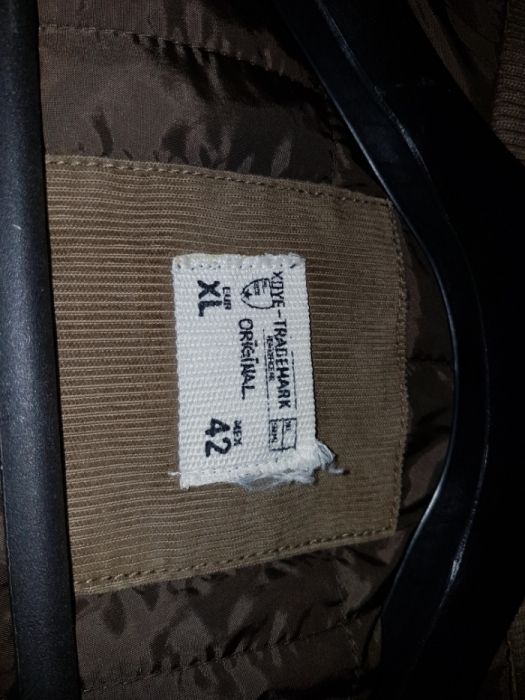 XDYE-TRADEMARK
ORiGiNAL
EUR MEX
XL 42